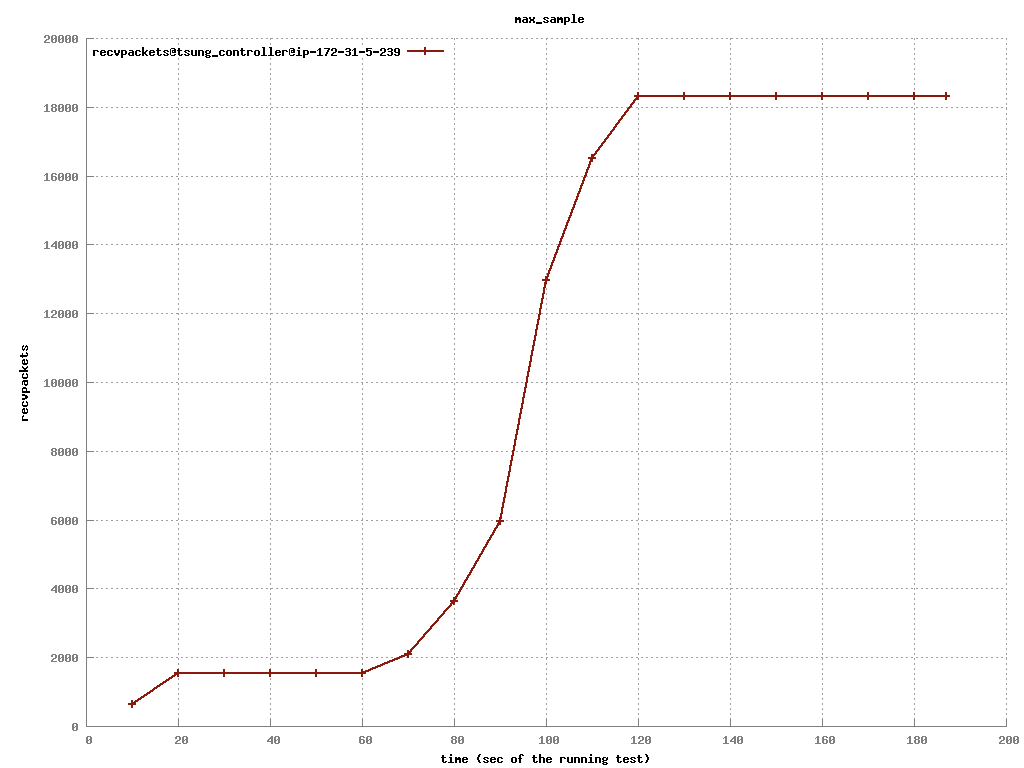 max_sample
recvpackets@tsung_controller@ip-172-31-5-239
20000
18000
16000
14000
12000
10000
8000
6000
4000
2000
0
recvpackets
0 20 40 60 80 100 120 140 160 180 200
time (sec of the running test)